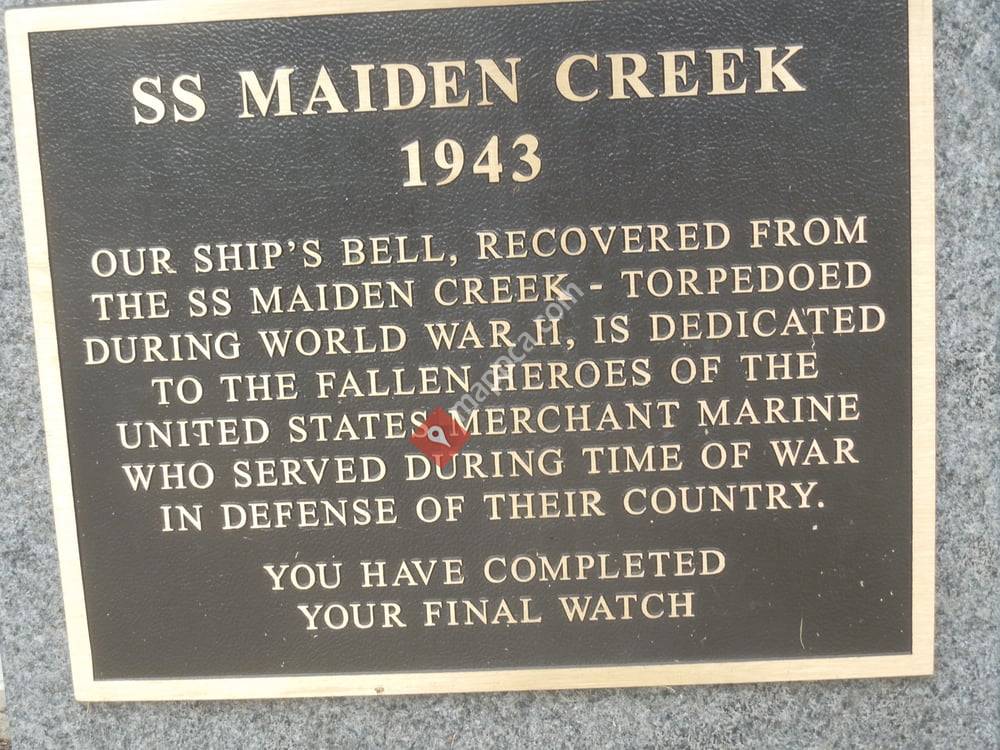 SS MAIDEN CREEK
1943
OUR SHIP'S BELL, RECOVERED FROM
THE SS MAIDEN CREEK - TORPEDOED
DURING WORLD WAR II, IS DEDICATED
TO THE FALLEN HEROES OF THE
UNITED STATES MERCHANT MARINE
WHO SERVED DURING TIME OF WAR
IN DEFENSE OF THEIR COUNTRY.
YOU HAVE COMPLETED
YOUR FINAL WATCH